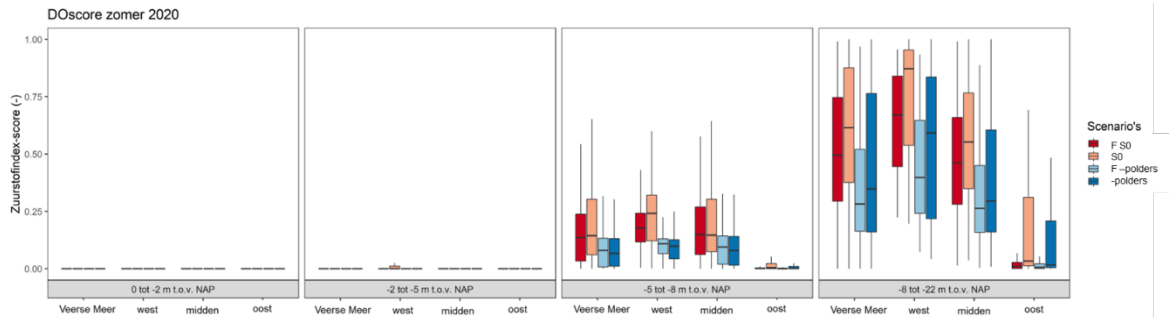 DOscore zomer 2020
Zuurstofindex-score (-)
1.00
0.75
0.50
0.25
0.00
0 tot -2 m t.o.v. NAP
-2 tot -5 m t.o.v. NAP
-5 tot -8 m t.o.v. NAP
-8 tot -22 m t.o.v. NAP
Veerse Meer west midden oost
Veerse Meer west midden oost
Veerse Meer west midden oost
Veerse Meer west midden oost
Scenario's
F S0
S0
F –polders
-polders